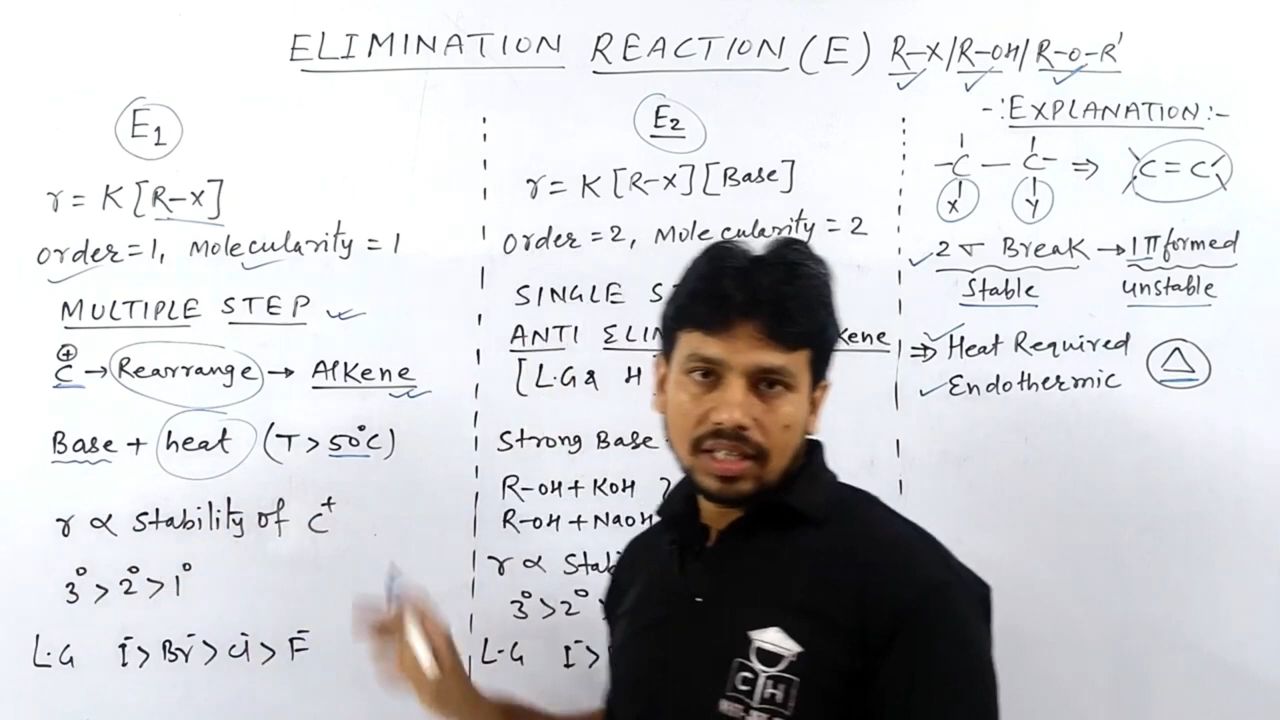 ELIMINATION REACTION (E) R-X/R-OH/R-O-R'
E₁
r = K [R-X]
Order=1, Molecularity = 1
MULTIPLE STEP
C⊕ → Rearrange → Alkene
Base + heat (T > 50°C)
r ∝ Stability of C⁺
3° > 2° > 1°
L.G I⁻ > Br⁻ > Cl⁻ > F⁻
E₂
r = K [R-X] [Base]
Order = 2, Molecularity = 2
SINGLE S
ANTI ELIM kene
[L.G & H
Strong Base
R-OH + KOH
R-OH + NaOH
r ∝ Stab
3° > 2° >
L.G I⁻ >
-:EXPLANATION:-
-C-C- ⇒ C=C
X Y
2σ Break → 1π formed
Stable unstable
⇒ Heat Required
Endothermic Δ
CH